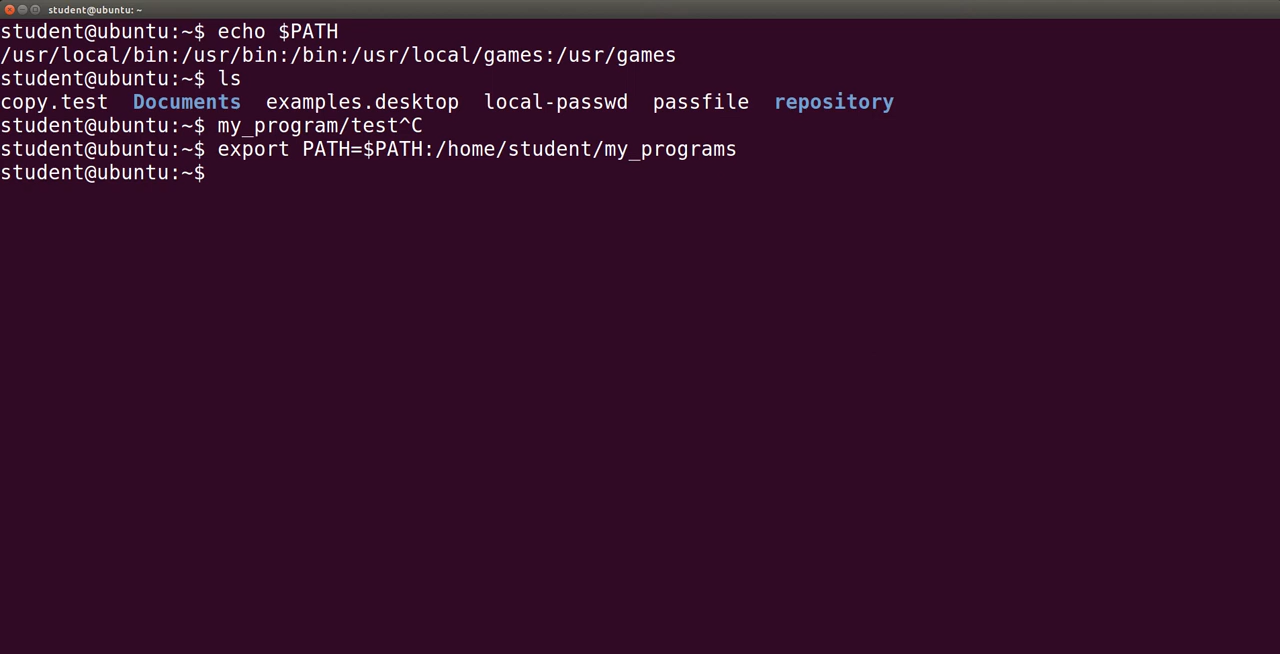 student@ubuntu: ~
student@ubuntu:~$ echo $PATH
/usr/local/bin:/usr/bin:/bin:/usr/local/games:/usr/games
student@ubuntu:~$ ls
copy.test  Documents  examples.desktop  local-passwd  passfile  repository
student@ubuntu:~$ my_program/test^C
student@ubuntu:~$ export PATH=$PATH:/home/student/my_programs
student@ubuntu:~$